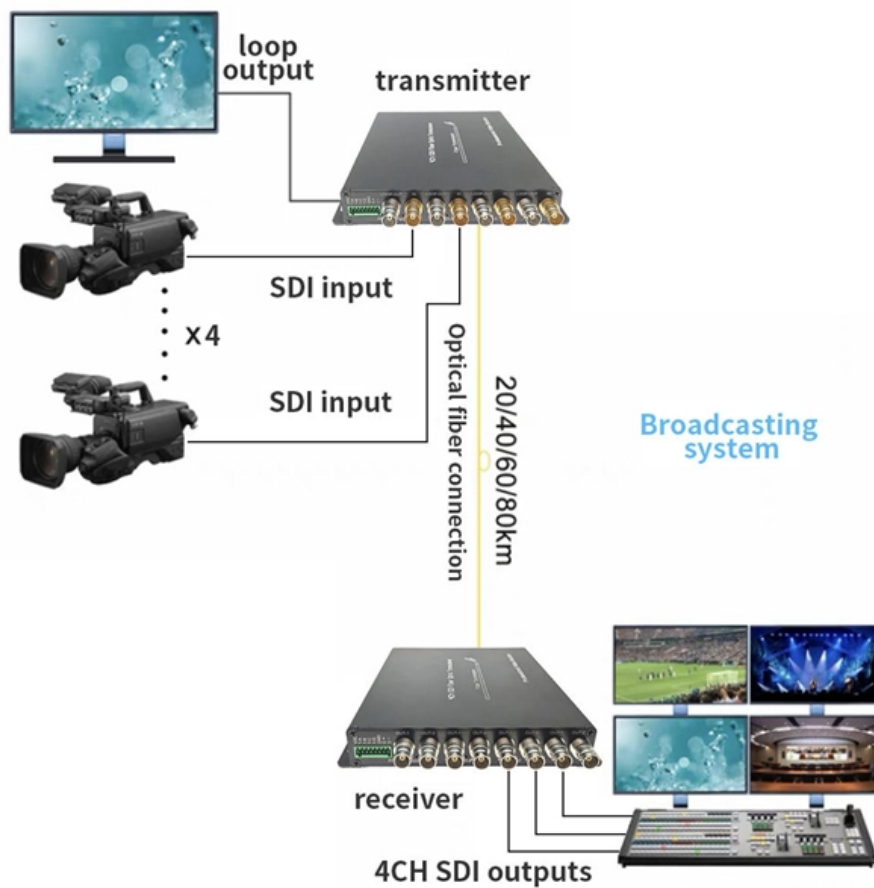 loop
output
transmitter
SDI input
x4
SDI input
Optical fiber connection
20/40/60/80km
Broadcasting
system
receiver
4CH SDI outputs